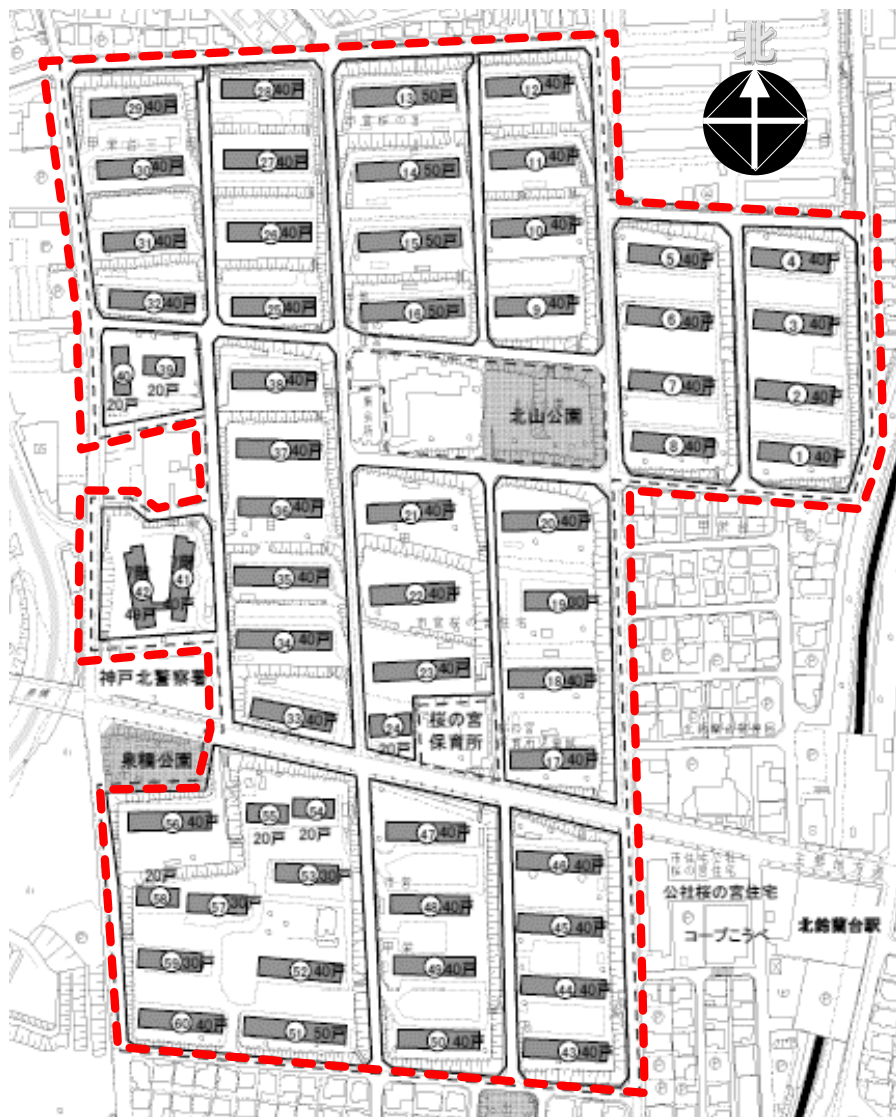 北
29 40戸
28 40戸
13 50戸
12 40戸
30 40戸
27 40戸
14 50戸
11 40戸
31 40戸
26 40戸
15 50戸
10 40戸
32 40戸
25 40戸
16 50戸
9 40戸
5 40戸
4 40戸
6 40戸
3 40戸
7 40戸
2 40戸
8 40戸
1 40戸
40
20戸
39
20戸
38 40戸
37 40戸
36 40戸
35 40戸
34 40戸
33 40戸
北山公園
21 40戸
20 40戸
22 40戸
19 30戸
市営桜の宮住宅
23 40戸
18 40戸
24
20戸
桜の宮
保育所
17 40戸
42
41
40戸
神戸北警察署
泉橋公園
56 40戸
55
20戸
54
20戸
53 30戸
20戸
58
57 30戸
59 30戸
52 40戸
60 40戸
51 50戸
47 40戸
48 40戸
49 40戸
50 40戸
46 40戸
45 40戸
44 40戸
43 40戸
公社桜の宮住宅
コープこうべ
北鈴蘭台駅